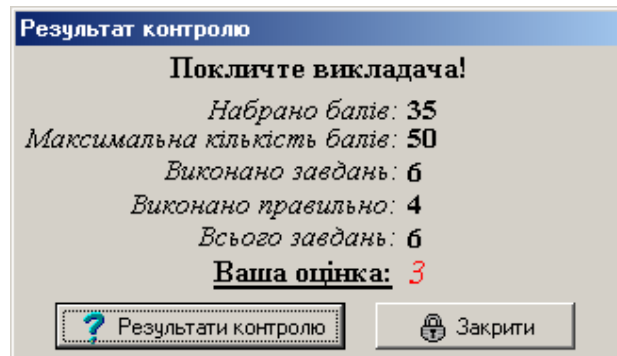 Результат контролю
Покличте викладача!
Набрано балів: 35
Максимальна кількість балів: 50
Виконано завдань: 6
Виконано правильно: 4
Всього завдань: 6
Ваша оцінка: 3
Результати контролю
Закрити